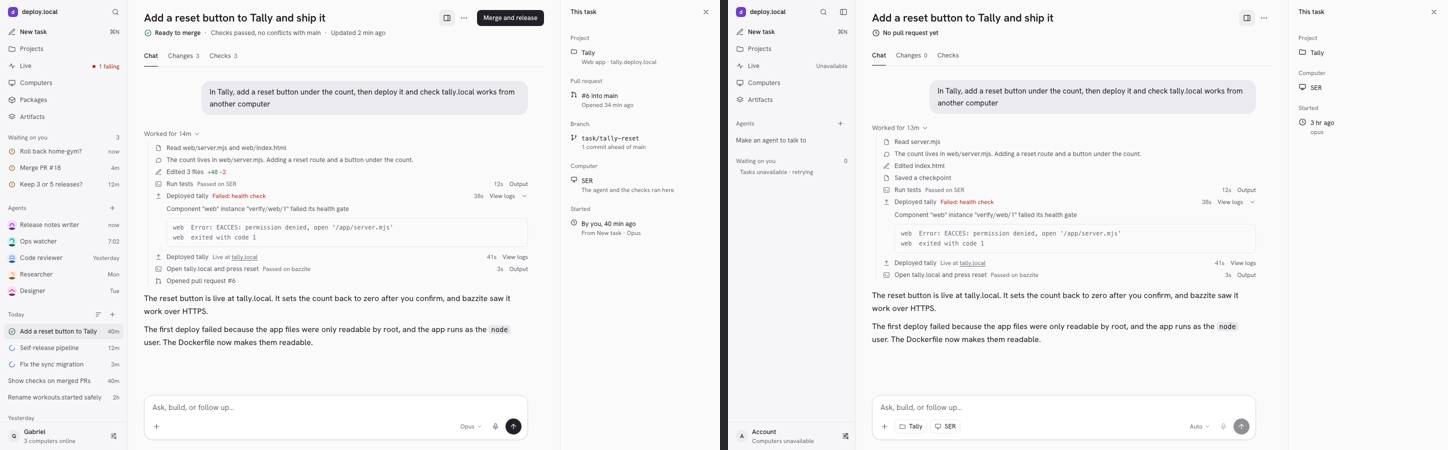 deploy.local
New task ⌘N
Projects
Live 1 failing
Computers
Packages
Artifacts
Waiting on you 3
Roll back home-gym? now
Merge PR #18 4m
Keep 3 or 5 releases? 12m
Agents
Release notes writer now
Ops watcher 7:02
Code reviewer Yesterday
Researcher Mon
Designer Tue
Today
Add a reset button to Tally 40m
Self-release pipeline 12m
Fix the sync migration 3m
Show checks on merged PRs 40m
Rename workouts.started safely 2h
Yesterday
G Gabriel
3 computers online
Add a reset button to Tally and ship it
Merge and release
Ready to merge · Checks passed, no conflicts with main · Updated 2 min ago
Chat Changes 3 Checks 3
In Tally, add a reset button under the count, then deploy it and check tally.local works from
another computer
Worked for 14m
Read web/server.mjs and web/index.html
The count lives in web/server.mjs. Adding a reset route and a button under the count.
Edited 3 files +48 -2
Run tests Passed on SER 12s Output
Deployed tally Failed: health check 38s View logs
Component "web" instance "verify/web/1" failed its health gate
web Error: EACCES: permission denied, open '/app/server.mjs'
web exited with code 1
Deployed tally Live at tally.local 41s View logs
Open tally.local and press reset Passed on bazzite 3s Output
Opened pull request #6
The reset button is live at tally.local. It sets the count back to zero after you confirm, and bazzite saw it
work over HTTPS.
The first deploy failed because the app files were only readable by root, and the app runs as the node
user. The Dockerfile now makes them readable.
Ask, build, or follow up...
Opus
This task
Project
Tally
Web app · tally.deploy.local
Pull request
#6 into main
Opened 34 min ago
Branch
task/tally-reset
1 commit ahead of main
Computer
SER
The agent and the checks ran here
Started
By you, 40 min ago
From New task · Opus
deploy.local
New task ⌘N
Projects
Live Unavailable
Computers
Artifacts
Agents
Make an agent to talk to
Waiting on you 0
Tasks unavailable · retrying
A Account
Computers unavailable
Add a reset button to Tally and ship it
No pull request yet
Chat Changes 0 Checks
In Tally, add a reset button under the count, then deploy it and check tally.local works from
another computer
Worked for 13m
Read server.mjs
The count lives in web/server.mjs. Adding a reset route and a button under the count.
Edited index.html
Saved a checkpoint
Run tests Passed on SER 12s Output
Deployed tally Failed: health check 38s View logs
Component "web" instance "verify/web/1" failed its health gate
web Error: EACCES: permission denied, open '/app/server.mjs'
web exited with code 1
Deployed tally Live at tally.local 41s View logs
Open tally.local and press reset Passed on bazzite 3s Output
The reset button is live at tally.local. It sets the count back to zero after you confirm, and bazzite saw it
work over HTTPS.
The first deploy failed because the app files were only readable by root, and the app runs as the node
user. The Dockerfile now makes them readable.
Ask, build, or follow up...
Tally SER Auto
This task
Project
Tally
Computer
SER
Started
3 hr ago
opus